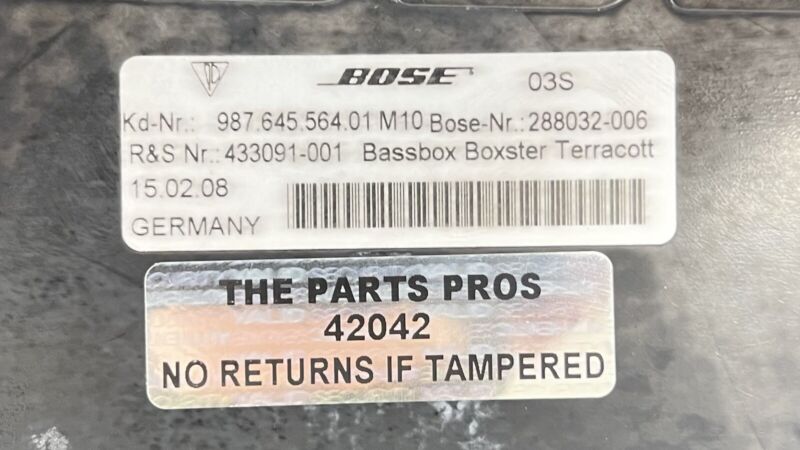 BOSE 03S
Kd-Nr.: 987.645.564.01 M10 Bose-Nr.: 288032-006
R&S Nr.: 433091-001 Bassbox Boxster Terracott
15.02.08
GERMANY
THE PARTS PROS
42042
NO RETURNS IF TAMPERED